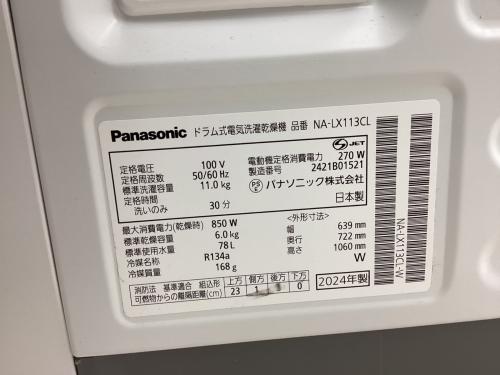 Panasonic ドラム式電気洗濯乾燥機 品番 NA-LX113CL
JET
定格電圧 100 V 電動機定格消費電力 270 W
定格周波数 50/60 Hz 製造番号 2421B01521
標準洗濯容量 11.0 kg PSE パナソニック株式会社
定格時間 日本製
洗いのみ 30 分
最大消費電力(乾燥時) 850 W <外形寸法>
標準乾燥容量 6.0 kg 幅 639 mm
標準使用水量 78 L 奥行 722 mm
冷媒名称 R134a 高さ 1060 mm
冷媒質量 168 g W
消防法 基準適合 組込形 上方 側方 後方 下方
可燃物からの離隔距離(cm) 23 1 0 2024年製
NA-LX113CL-W